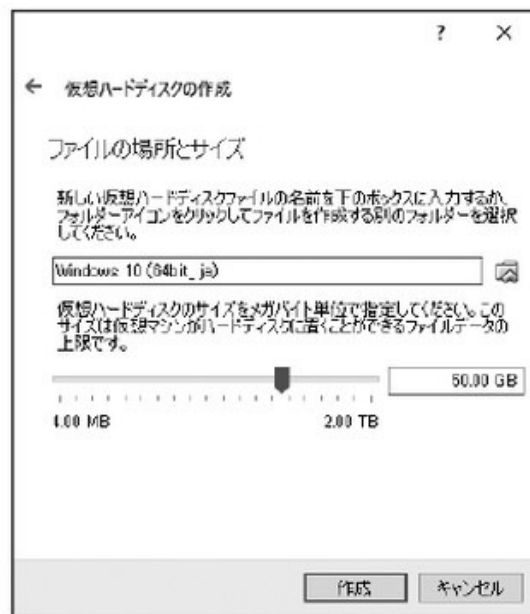 ?
×
← 仮想ハードディスクの作成
ファイルの場所とサイズ
新しい仮想ハードディスクファイルの名前を下のボックスに入力するか、
フォルダーアイコンをクリックしてファイルを作成する別のフォルダーを選択
してください。
Windows 10 (64bit_ja)
仮想ハードディスクのサイズをメガバイト単位で指定してください。この
サイズは仮想マシンがハードディスクに置くことができるファイルデータの
上限です。
50.00 GB
4.00 MB 2.00 TB
作成 キャンセル